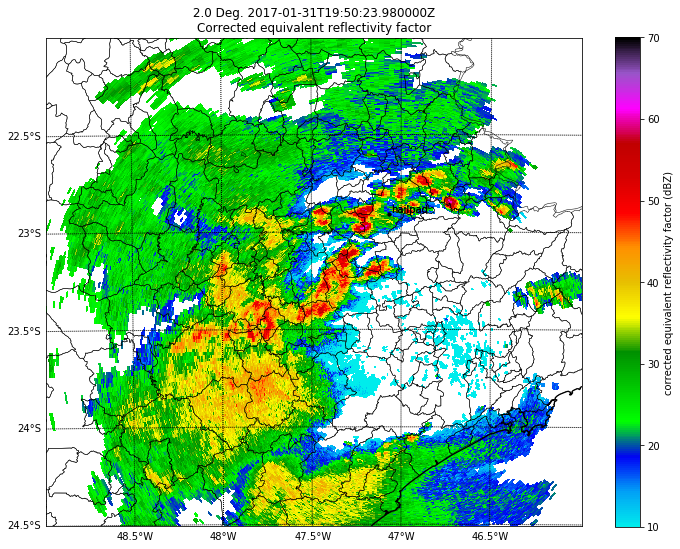 2.0 Deg. 2017-01-31T19:50:23.980000Z
Corrected equivalent reflectivity factor
22.5°S
23°S
23.5°S
24°S
24.5°S
48.5°W
48°W
47.5°W
47°W
46.5°W
hailpad
70
60
50
40
30
20
10
corrected equivalent reflectivity factor (dBZ)